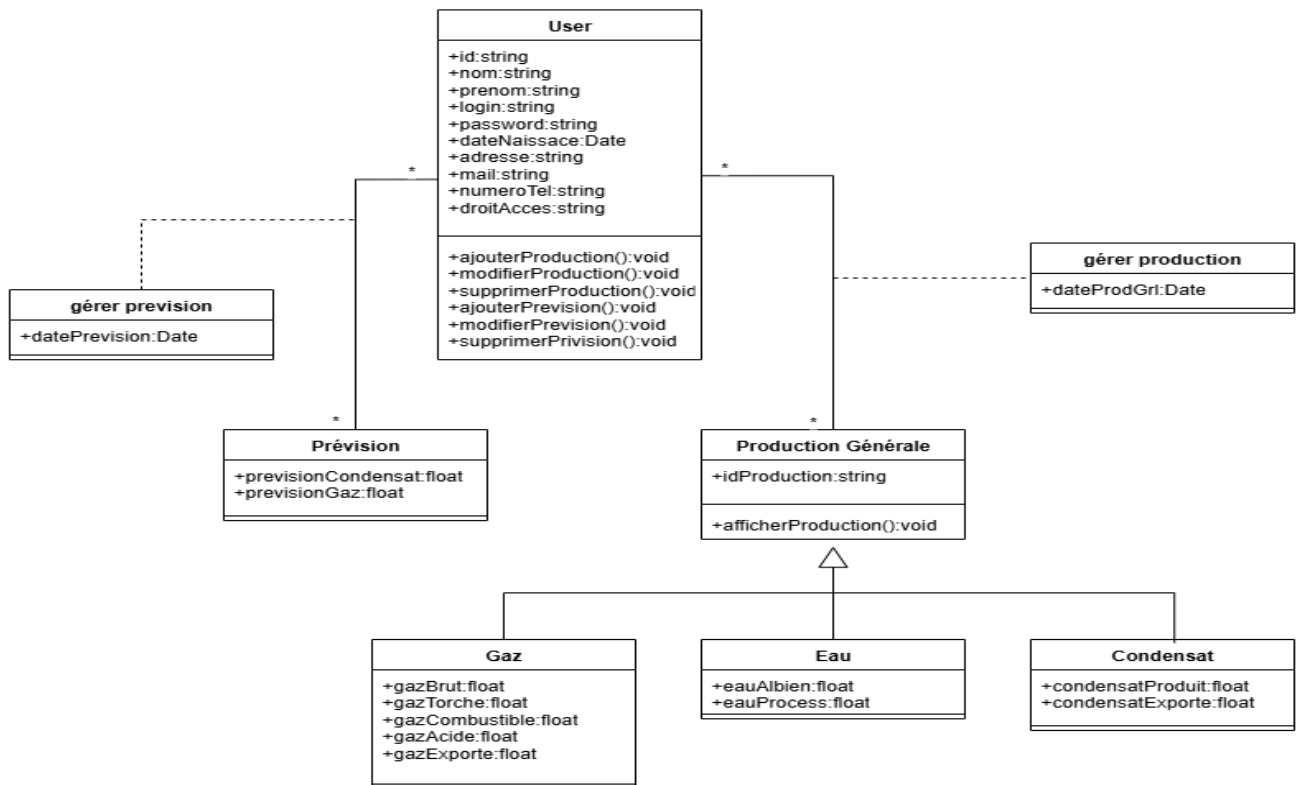 User
+id:string
+nom:string
+prenom:string
+login:string
+password:string
+dateNaissace:Date
+adresse:string
+mail:string
+numeroTel:string
+droitAcces:string
+ajouterProduction():void
+modifierProduction():void
+supprimerProduction():void
+ajouterPrevision():void
+modifierPrevision():void
+supprimerPrivision():void
*
*
gérer prevision
+datePrevision:Date
gérer production
+dateProdGrl:Date
*
*
Prévision
+previsionCondensat:float
+previsionGaz:float
Production Générale
+idProduction:string
+afficherProduction():void
Gaz
+gazBrut:float
+gazTorche:float
+gazCombustible:float
+gazAcide:float
+gazExporte:float
Eau
+eauAlbien:float
+eauProcess:float
Condensat
+condensatProduit:float
+condensatExporte:float